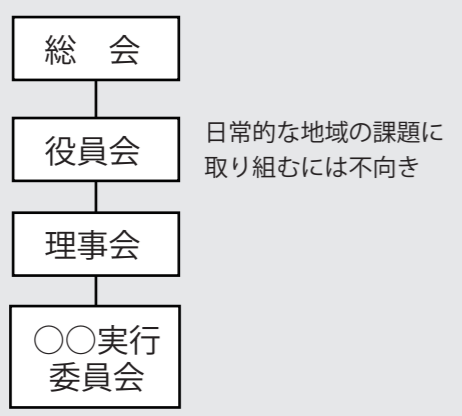 総　会
役員会
日常的な地域の課題に
取り組むには不向き
理事会
○○実行
委員会